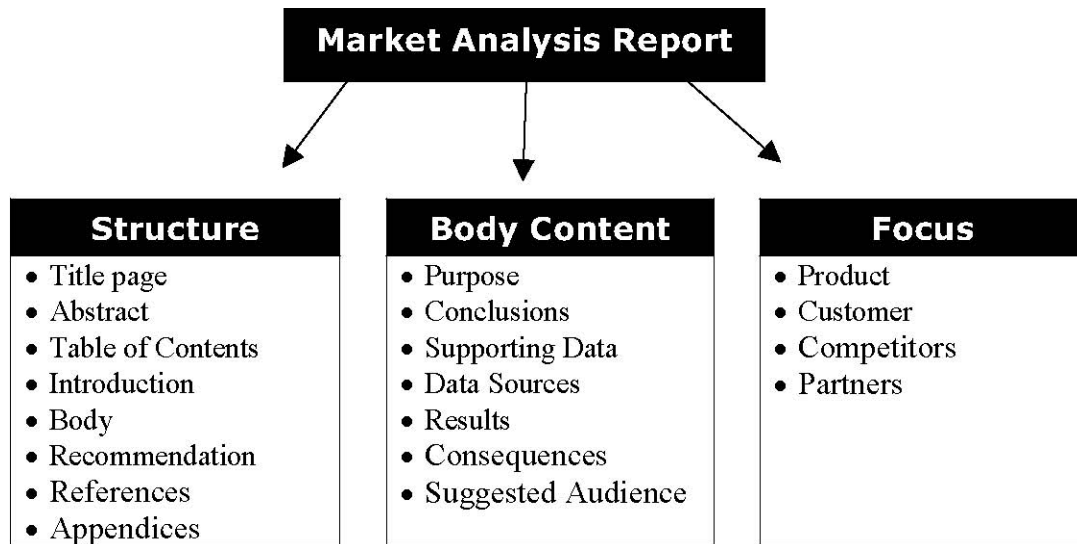 Market Analysis Report
Structure
• Title page
• Abstract
• Table of Contents
• Introduction
• Body
• Recommendation
• References
• Appendices
Body Content
• Purpose
• Conclusions
• Supporting Data
• Data Sources
• Results
• Consequences
• Suggested Audience
Focus
• Product
• Customer
• Competitors
• Partners